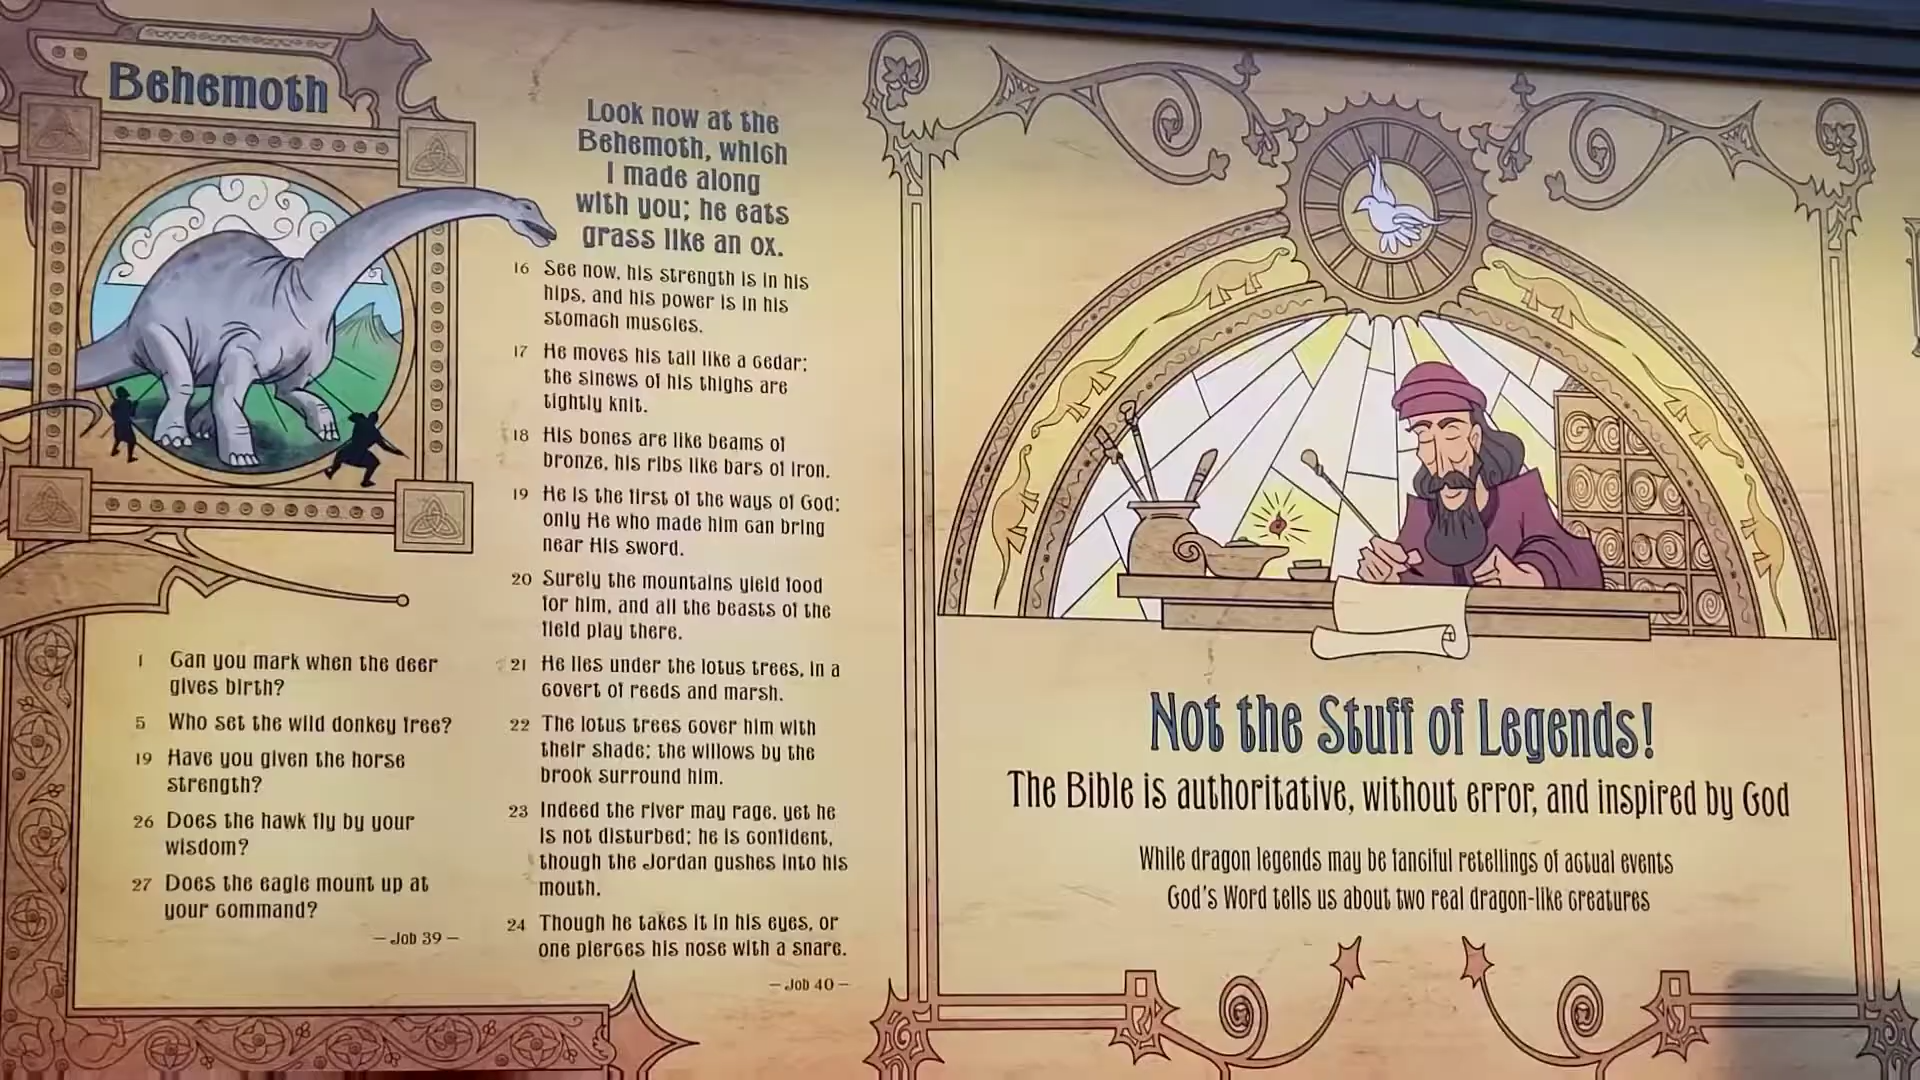 Behemoth
1 Can you mark when the deer
gives birth?
5 Who set the wild donkey free?
19 Have you given the horse
strength?
26 Does the hawk fly by your
wisdom?
27 Does the eagle mount up at
your command?
– Job 39 –
Look now at the
Behemoth, which
I made along
with you; he eats
grass like an ox.
16 See now, his strength is in his
hips, and his power is in his
stomach muscles.
17 He moves his tail like a cedar;
the sinews of his thighs are
tightly knit.
18 His bones are like beams of
bronze, his ribs like bars of iron.
19 He is the first of the ways of God;
only He who made him can bring
near His sword.
20 Surely the mountains yield food
for him, and all the beasts of the
field play there.
21 He lies under the lotus trees, in a
covert of reeds and marsh.
22 The lotus trees cover him with
their shade; the willows by the
brook surround him.
23 Indeed the river may rage, yet he
is not disturbed; he is confident,
though the Jordan gushes into his
mouth.
24 Though he takes it in his eyes, or
one pierces his nose with a snare.
– Job 40 –
Not the Stuff of Legends!
The Bible is authoritative, without error, and inspired by God
While dragon legends may be fanciful retellings of actual events
God's Word tells us about two real dragon-like creatures